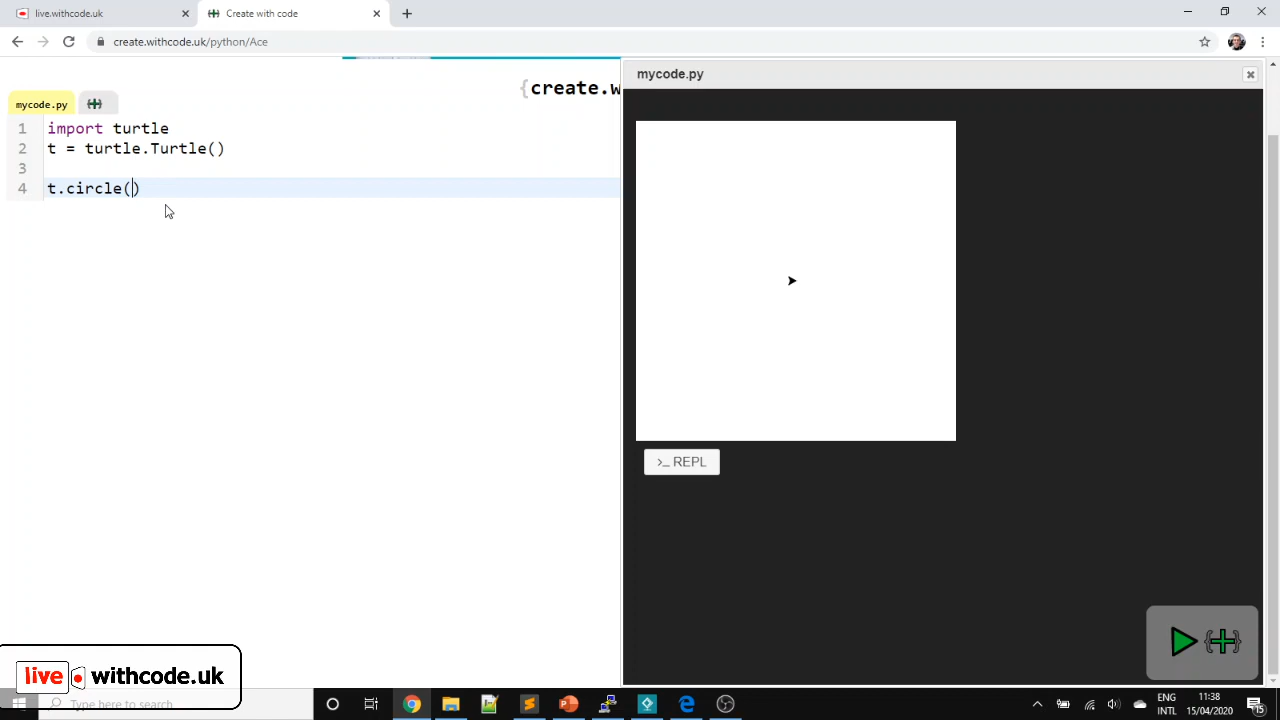 live.withcode.uk
Create with code
create.withcode.uk/python/Ace
{create.w
mycode.py
mycode.py
1 import turtle
2 t = turtle.Turtle()
3
4 t.circle()
>_ REPL
live withcode.uk
Type here to search
ENG
INTL
11:38
15/04/2020